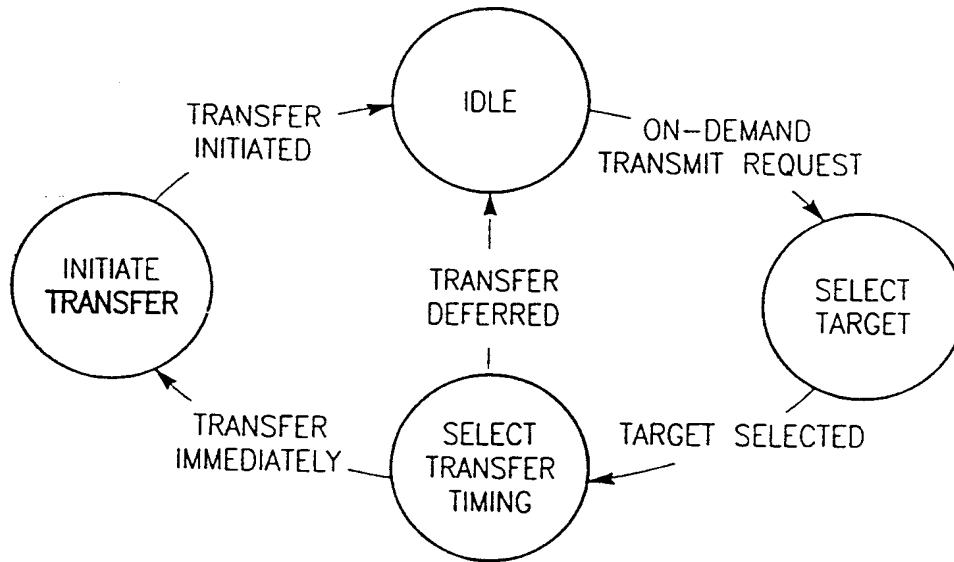 IDLE
TRANSFER
INITIATED
ON-DEMAND
TRANSMIT REQUEST
INITIATE
TRANSFER
TRANSFER
DEFERRED
SELECT
TARGET
TRANSFER
IMMEDIATELY
SELECT
TRANSFER
TIMING
TARGET SELECTED